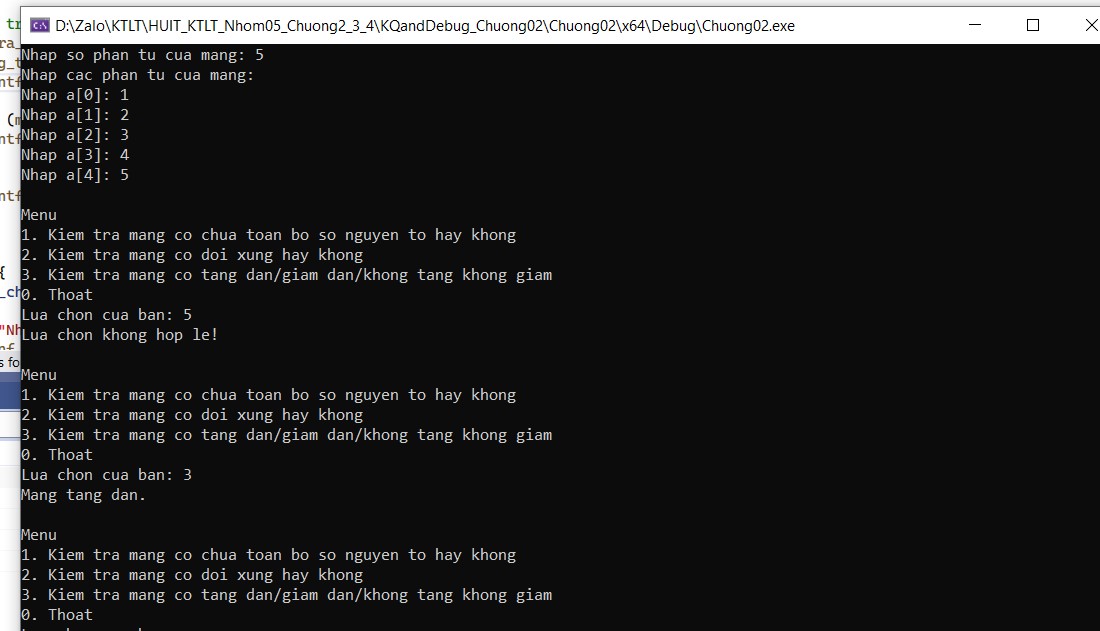 D:\Zalo\KTLT\HUIT_KTLT_Nhom05_Chuong2_3_4\KQandDebug_Chuong02\Chuong02\x64\Debug\Chuong02.exe
Nhap so phan tu cua mang: 5
Nhap cac phan tu cua mang:
Nhap a[0]: 1
Nhap a[1]: 2
Nhap a[2]: 3
Nhap a[3]: 4
Nhap a[4]: 5
Menu
1. Kiem tra mang co chua toan bo so nguyen to hay khong
2. Kiem tra mang co doi xung hay khong
3. Kiem tra mang co tang dan/giam dan/khong tang khong giam
0. Thoat
Lua chon cua ban: 5
Lua chon khong hop le!
Menu
1. Kiem tra mang co chua toan bo so nguyen to hay khong
2. Kiem tra mang co doi xung hay khong
3. Kiem tra mang co tang dan/giam dan/khong tang khong giam
0. Thoat
Lua chon cua ban: 3
Mang tang dan.
Menu
1. Kiem tra mang co chua toan bo so nguyen to hay khong
2. Kiem tra mang co doi xung hay khong
3. Kiem tra mang co tang dan/giam dan/khong tang khong giam
0. Thoat